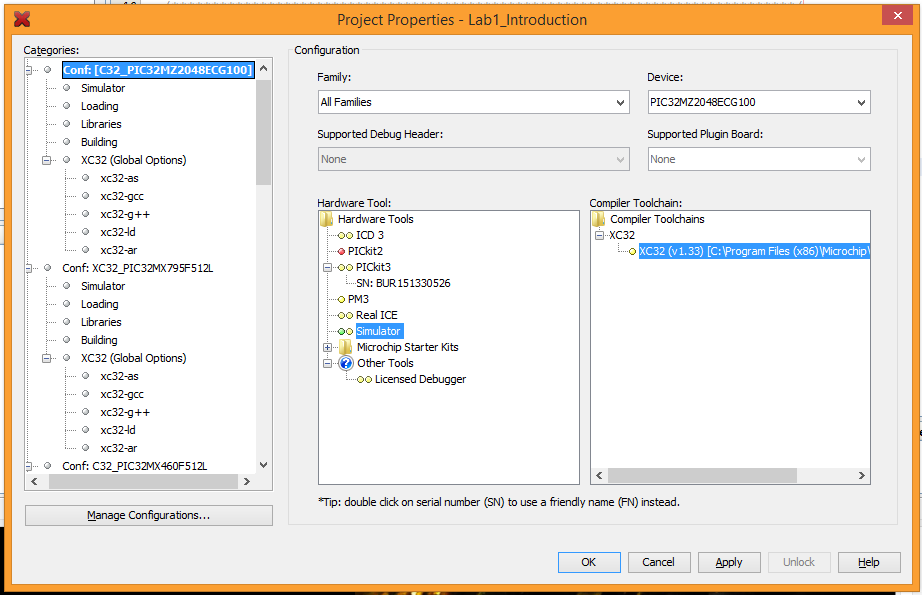 Project Properties - Lab1_Introduction
Categories:
Conf: [C32_PIC32MZ2048ECG100]
Simulator
Loading
Libraries
Building
XC32 (Global Options)
xc32-as
xc32-gcc
xc32-g++
xc32-ld
xc32-ar
Conf: XC32_PIC32MX795F512L
Simulator
Loading
Libraries
Building
XC32 (Global Options)
xc32-as
xc32-gcc
xc32-g++
xc32-ld
xc32-ar
Conf: C32_PIC32MX460F512L
Manage Configurations...
Configuration
Family:
All Families
Device:
PIC32MZ2048ECG100
Supported Debug Header:
None
Supported Plugin Board:
None
Hardware Tool:
Hardware Tools
ICD 3
PICkit2
PICkit3
SN: BUR151330526
PM3
Real ICE
Simulator
Microchip Starter Kits
Other Tools
Licensed Debugger
Compiler Toolchain:
Compiler Toolchains
XC32
XC32 (v1.33) [C:\Program Files (x86)\Microchip\
*Tip: double click on serial number (SN) to use a friendly name (FN) instead.
OK
Cancel
Apply
Unlock
Help